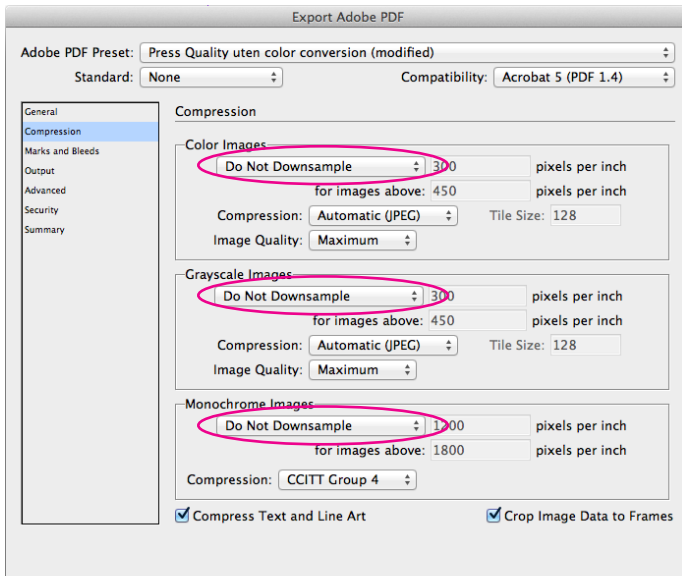 Export Adobe PDF
Adobe PDF Preset: Press Quality uten color conversion (modified)
Standard: None Compatibility: Acrobat 5 (PDF 1.4)
General
Compression
Marks and Bleeds
Output
Advanced
Security
Summary
Compression
Color Images
Do Not Downsample 300 pixels per inch
for images above: 450 pixels per inch
Compression: Automatic (JPEG) Tile Size: 128
Image Quality: Maximum
Grayscale Images
Do Not Downsample 300 pixels per inch
for images above: 450 pixels per inch
Compression: Automatic (JPEG) Tile Size: 128
Image Quality: Maximum
Monochrome Images
Do Not Downsample 1200 pixels per inch
for images above: 1800 pixels per inch
Compression: CCITT Group 4
Compress Text and Line Art Crop Image Data to Frames